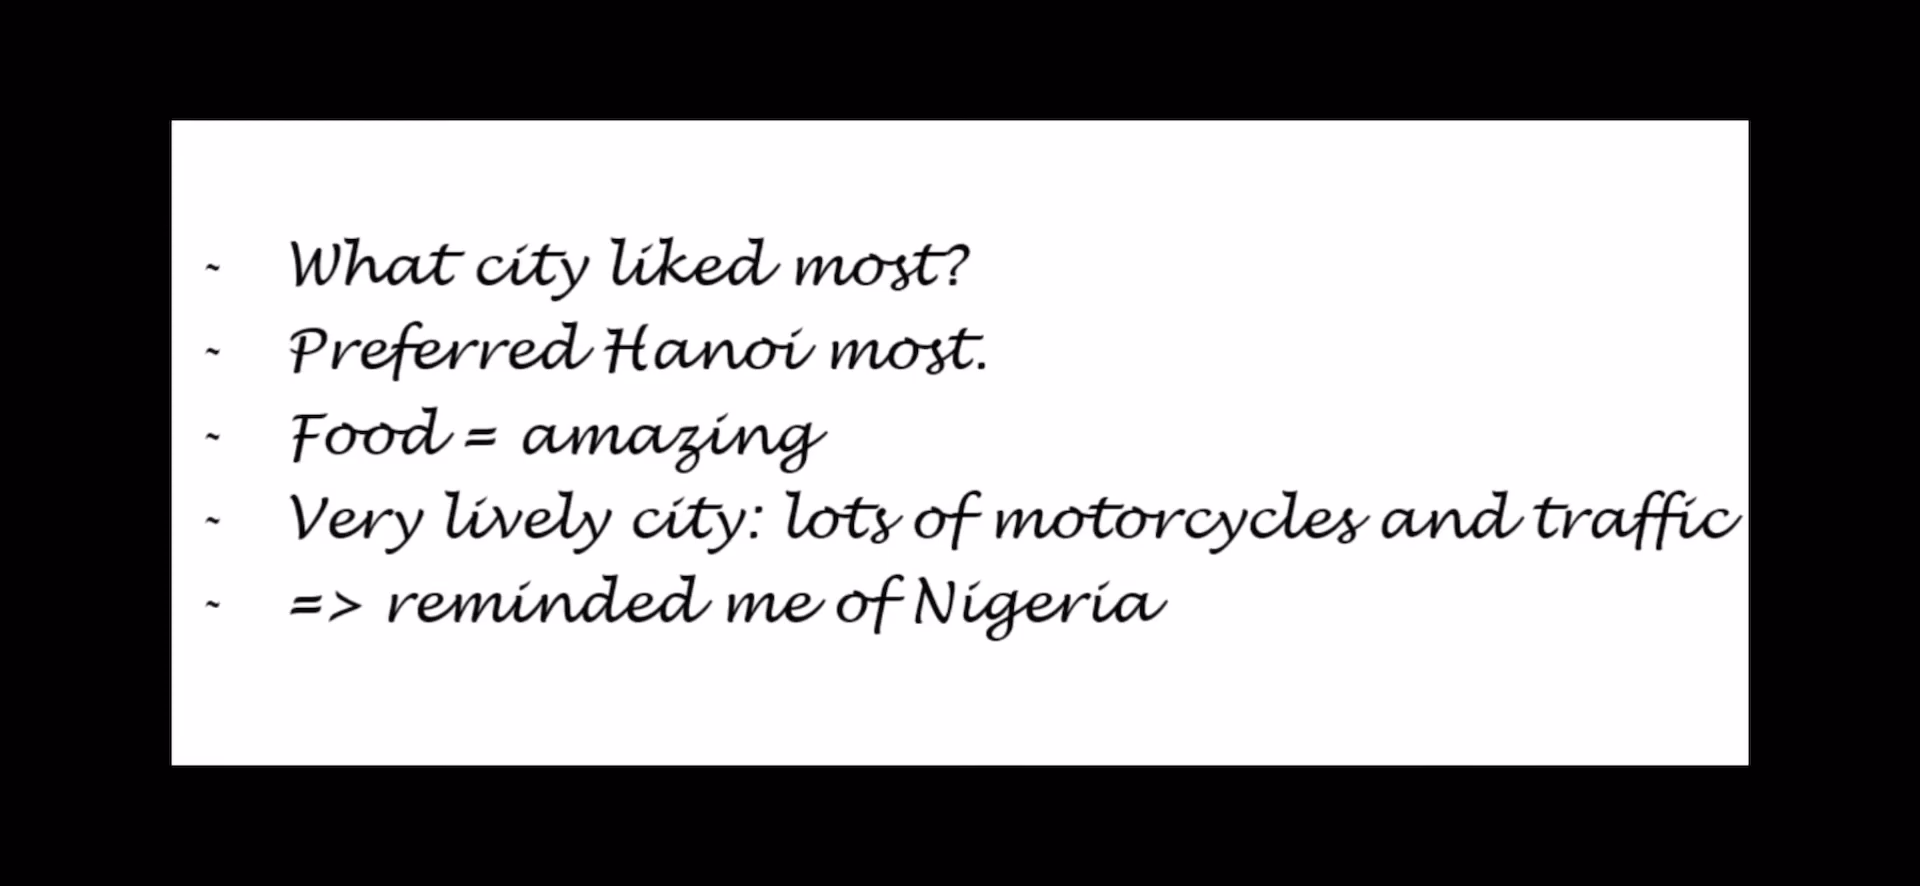 - What city liked most?
- Preferred Hanoi most.
- Food = amazing
- Very lively city: lots of motorcycles and traffic
- => reminded me of Nigeria